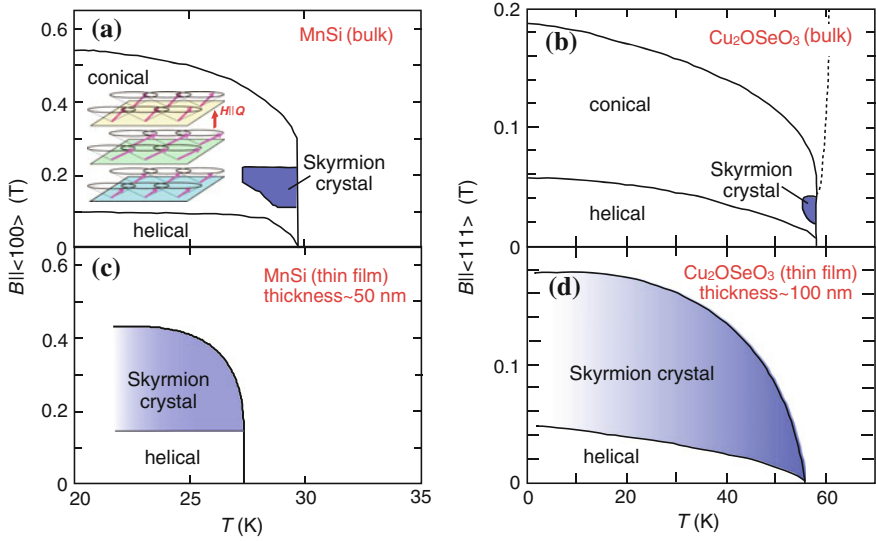 (a)
MnSi (bulk)
conical
H||Q
Skyrmion
crystal
helical
0.6
0.4
0.2
0
B||<100> (T)
(b)
Cu2OSeO3 (bulk)
conical
Skyrmion
crystal
helical
0.2
0.1
0
B||<111> (T)
(c)
MnSi (thin film)
thickness~50 nm
Skyrmion
crystal
helical
0.6
0.4
0.2
0
20
25
30
35
T (K)
(d)
Cu2OSeO3 (thin film)
thickness~100 nm
Skyrmion crystal
helical
0.1
0
0
20
40
60
T (K)